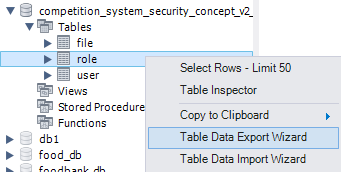 competition_system_security_concept_v2_
Tables
file
role
user
Views
Stored Procedure
Functions
db1
food_db
foodbank_db
Select Rows - Limit 50
Table Inspector
Copy to Clipboard
Table Data Export Wizard
Table Data Import Wizard